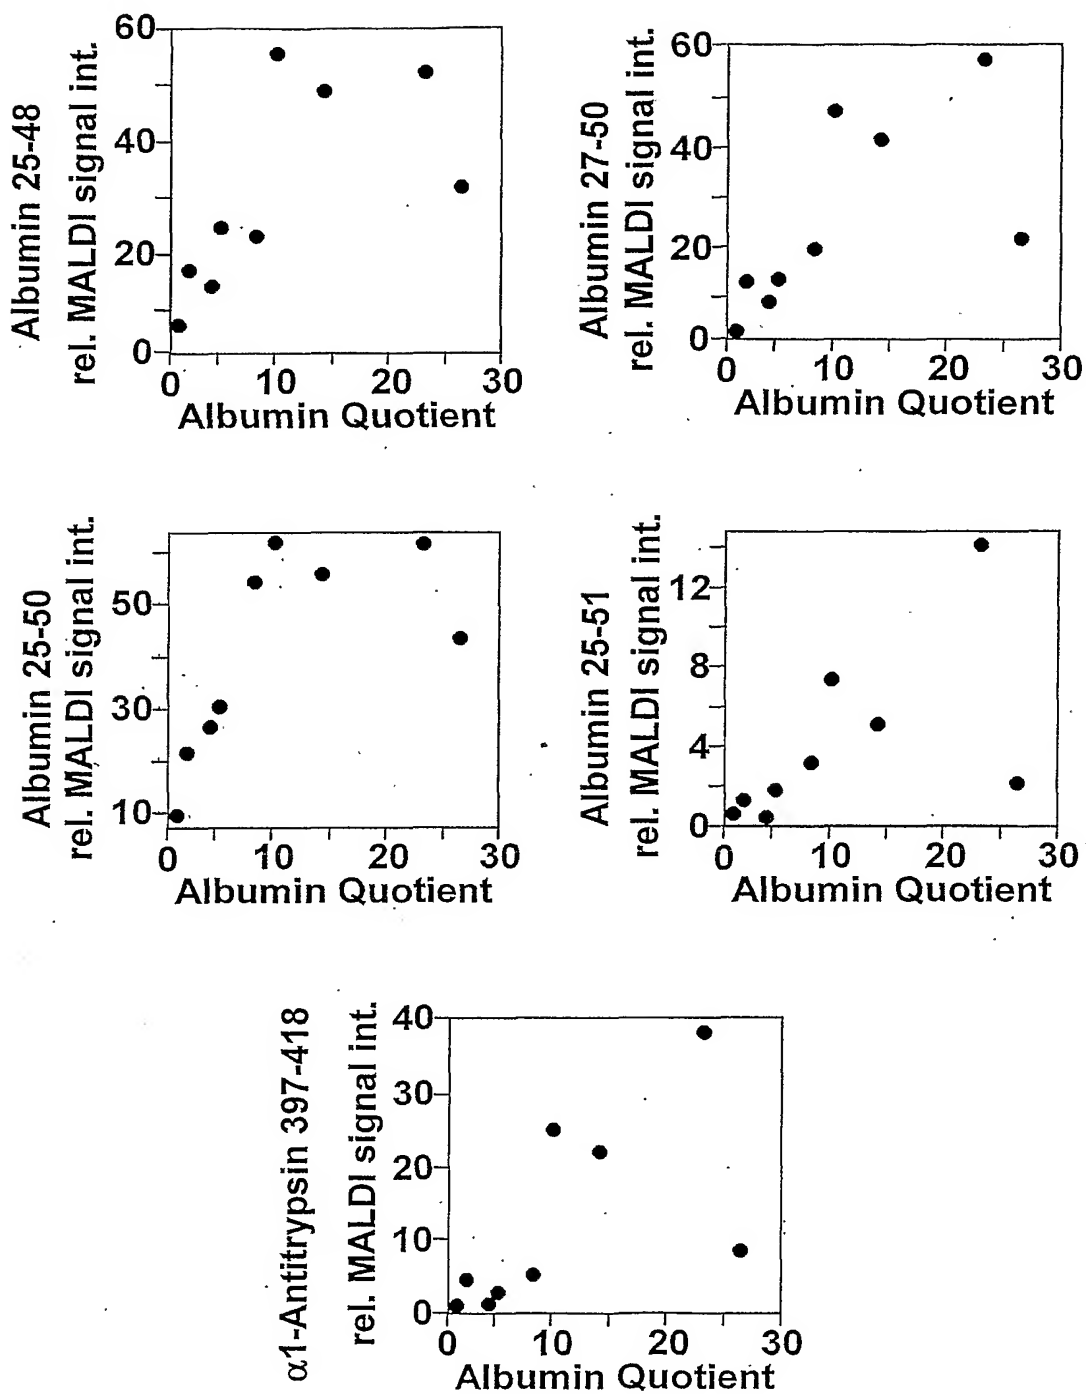 Albumin 25-48
rel. MALDI signal int.
60
40
20
0
0 10 20 30
Albumin Quotient
Albumin 27-50
rel. MALDI signal int.
60
40
20
0
0 10 20 30
Albumin Quotient
Albumin 25-50
rel. MALDI signal int.
50
30
10
0 10 20 30
Albumin Quotient
Albumin 25-51
rel. MALDI signal int.
12
8
4
0
0 10 20 30
Albumin Quotient
α1-Antitrypsin 397-418
rel. MALDI signal int.
40
30
20
10
0
0 10 20 30
Albumin Quotient